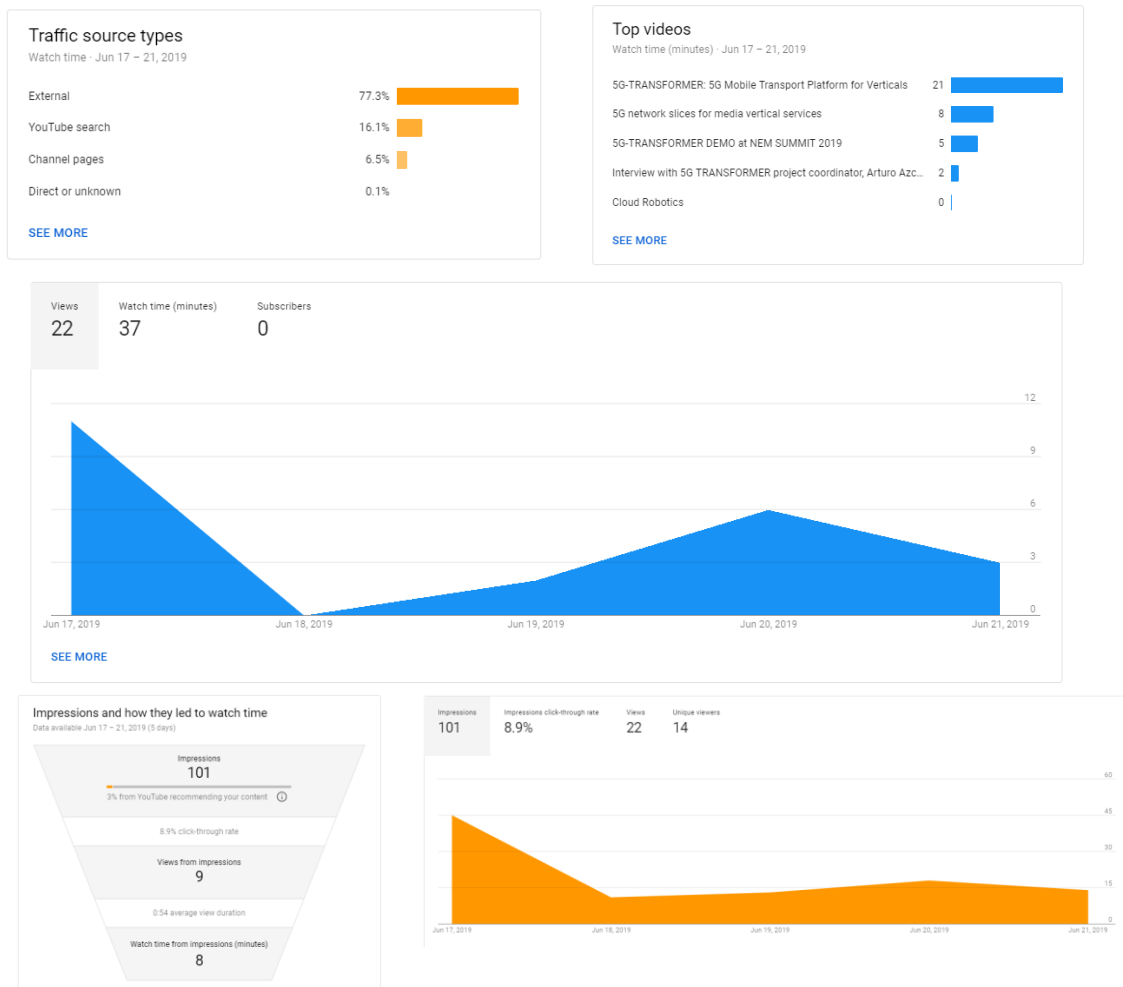 Traffic source types
Watch time · Jun 17 – 21, 2019
External 77.3%
YouTube search 16.1%
Channel pages 6.5%
Direct or unknown 0.1%
SEE MORE
Top videos
Watch time (minutes) · Jun 17 – 21, 2019
5G-TRANSFORMER: 5G Mobile Transport Platform for Verticals 21
5G network slices for media vertical services 8
5G-TRANSFORMER DEMO at NEM SUMMIT 2019 5
Interview with 5G TRANSFORMER project coordinator, Arturo Azc... 2
Cloud Robotics 0
SEE MORE
Views Watch time (minutes) Subscribers
22 37 0
12
9
6
3
0
Jun 17, 2019 Jun 18, 2019 Jun 19, 2019 Jun 20, 2019 Jun 21, 2019
SEE MORE
Impressions and how they led to watch time
Data available Jun 17 – 21, 2019 (5 days)
Impressions
101
3% from YouTube recommending your content
8.9% click-through rate
Views from impressions
9
0:54 average view duration
Watch time from impressions (minutes)
8
Impressions Impressions click-through rate Views Unique viewers
101 8.9% 22 14
60
45
30
15
0
Jun 17, 2019 Jun 18, 2019 Jun 19, 2019 Jun 20, 2019 Jun 21, 2019